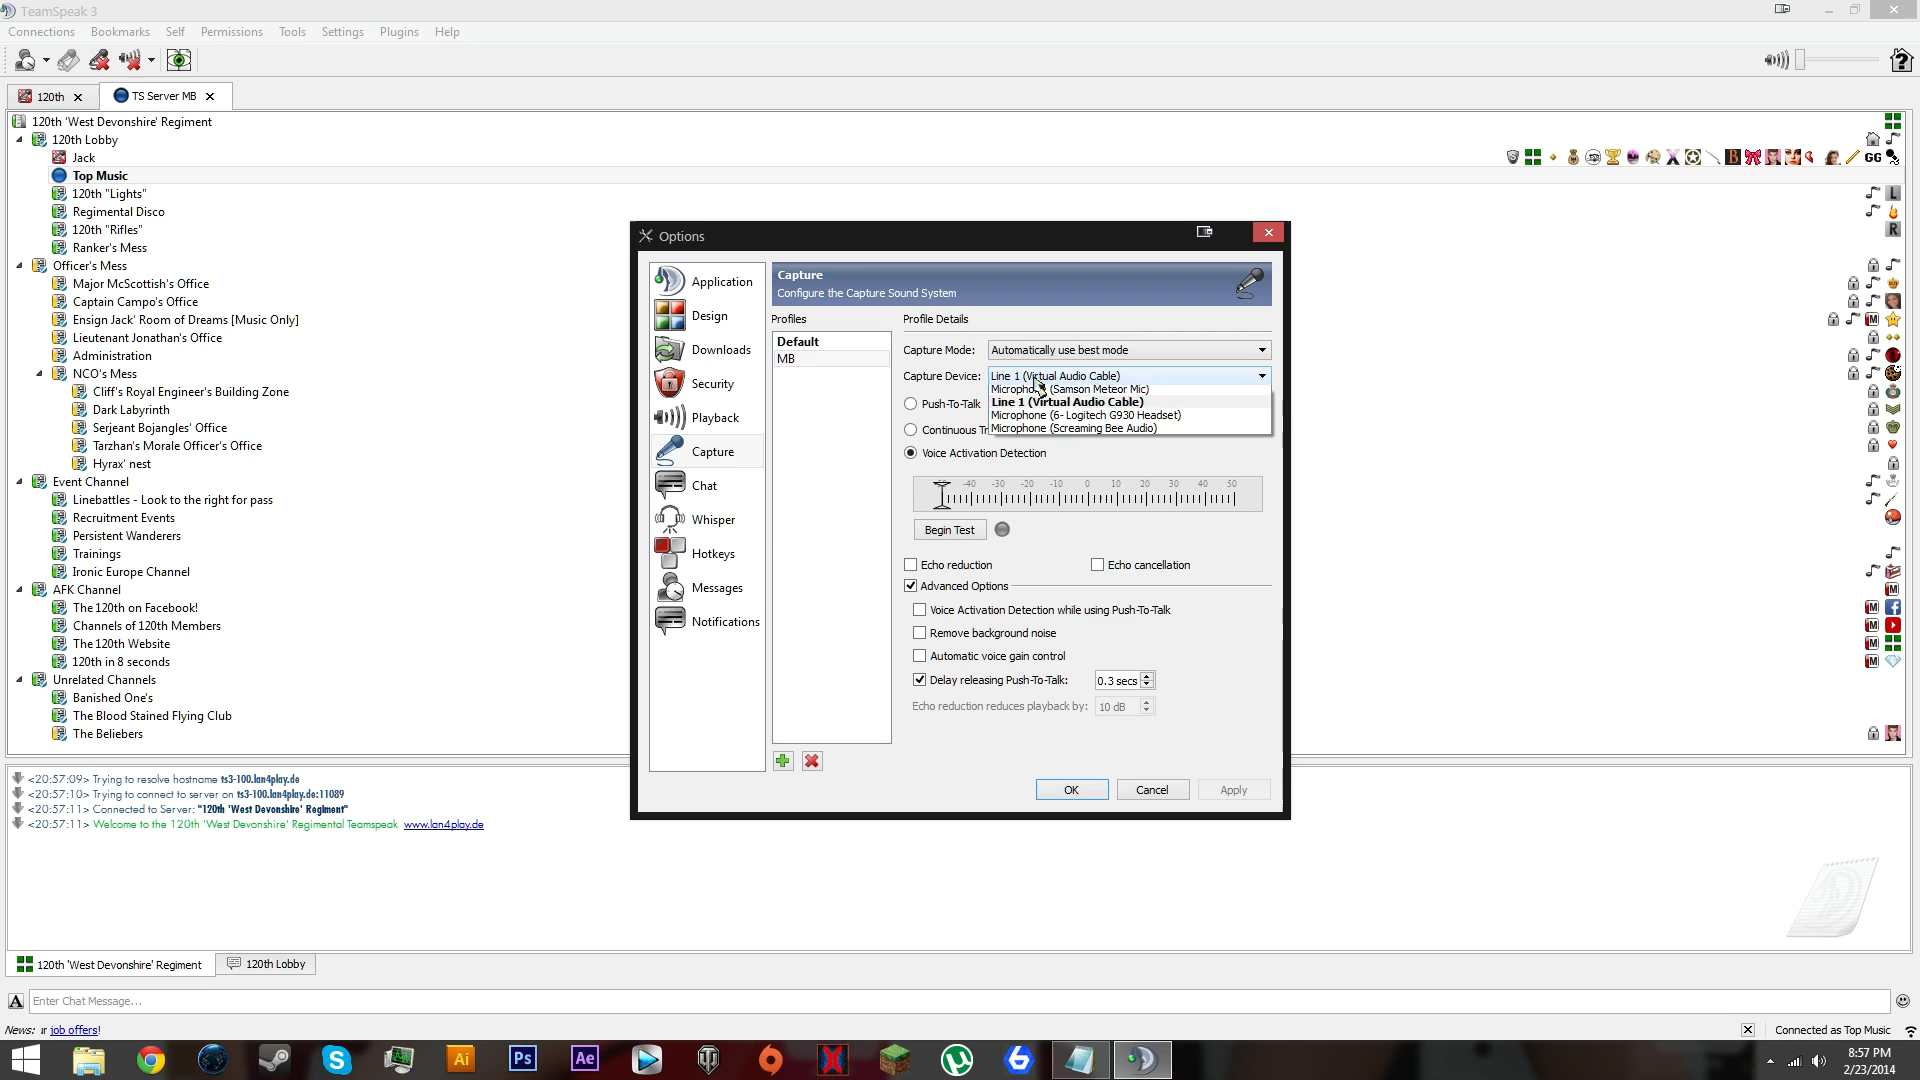 TeamSpeak 3
Connections Bookmarks Self Permissions Tools Settings Plugins Help
120th TS Server MB
120th 'West Devonshire' Regiment
120th Lobby
Jack
GG
Top Music
120th "Lights"
L
Regimental Disco
120th "Rifles"
R
Ranker's Mess
Officer's Mess
Major McScottish's Office
Captain Campo's Office
Ensign Jack' Room of Dreams [Music Only]
M
Lieutenant Jonathan's Office
Administration
NCO's Mess
Cliff's Royal Engineer's Building Zone
Dark Labyrinth
Serjeant Bojangles' Office
Tarzhan's Morale Officer's Office
Hyrax' nest
Event Channel
Linebattles - Look to the right for pass
Recruitment Events
Persistent Wanderers
Trainings
Ironic Europe Channel
AFK Channel
M
The 120th on Facebook!
M
Channels of 120th Members
M
The 120th Website
M
120th in 8 seconds
M
Unrelated Channels
Banished One's
The Blood Stained Flying Club
The Beliebers
Options
Application
Design
Downloads
Security
Playback
Capture
Chat
Whisper
Hotkeys
Messages
Notifications
Capture
Configure the Capture Sound System
Profiles
Default
MB
Profile Details
Capture Mode: Automatically use best mode
Capture Device: Line 1 (Virtual Audio Cable)
(Samson Meteor Mic)
Line 1 (Virtual Audio Cable)
Microphone (6- Logitech G930 Headset)
Microphone (Screaming Bee Audio)
Push-To-Talk
Continuous Tr
Voice Activation Detection
-40 -30 -20 -10 0 10 20 30 40 50
Begin Test
Echo reduction Echo cancellation
Advanced Options
Voice Activation Detection while using Push-To-Talk
Remove background noise
Automatic voice gain control
Delay releasing Push-To-Talk: 0.3 secs
Echo reduction reduces playback by: 10 dB
OK Cancel Apply
<20:57:09> Trying to resolve hostname ts3-100.lan4play.de
<20:57:10> Trying to connect to server on ts3-100.lan4play.de:11089
<20:57:11> Connected to Server: "120th 'West Devonshire' Regiment"
<20:57:11> Welcome to the 120th 'West Devonshire' Regimental Teamspeak www.lan4play.de
120th 'West Devonshire' Regiment 120th Lobby
A Enter Chat Message...
News: ır job offers! Connected as Top Music
Ai Ps Ae
8:57 PM
2/23/2014